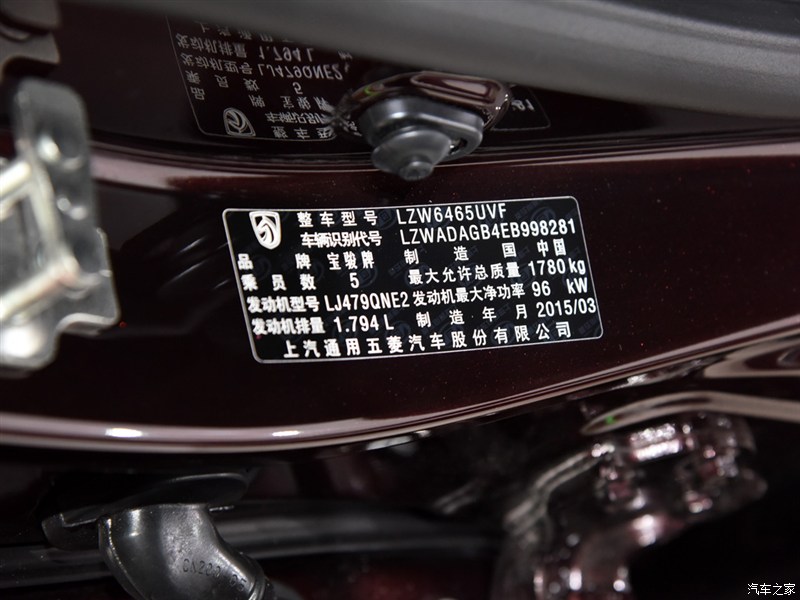 整车型号 LZW6465UVF
车辆识别代号 LZWADAGB4EB998281
品牌 宝骏牌 制造国 中国
乘员数 5 最大允许总质量 1780 kg
发动机型号 LJ479QNE2 发动机最大净功率 96 kW
发动机排量 1.794 L 制造年月 2015/03
上汽通用五菱汽车股份有限公司
汽车之家